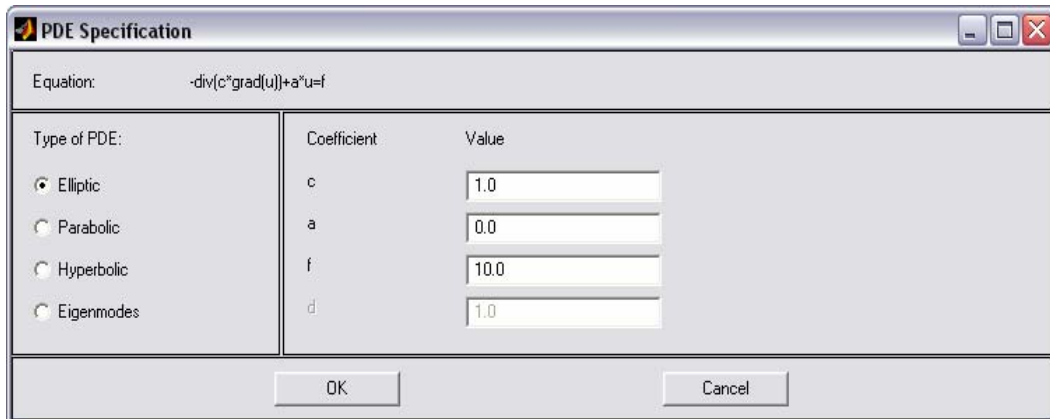 PDE Specification
Equation: -div(c*grad(u))+a*u=f
Type of PDE:
Elliptic
Parabolic
Hyperbolic
Eigenmodes
Coefficient Value
c 1.0
a 0.0
f 10.0
d 1.0
OK Cancel